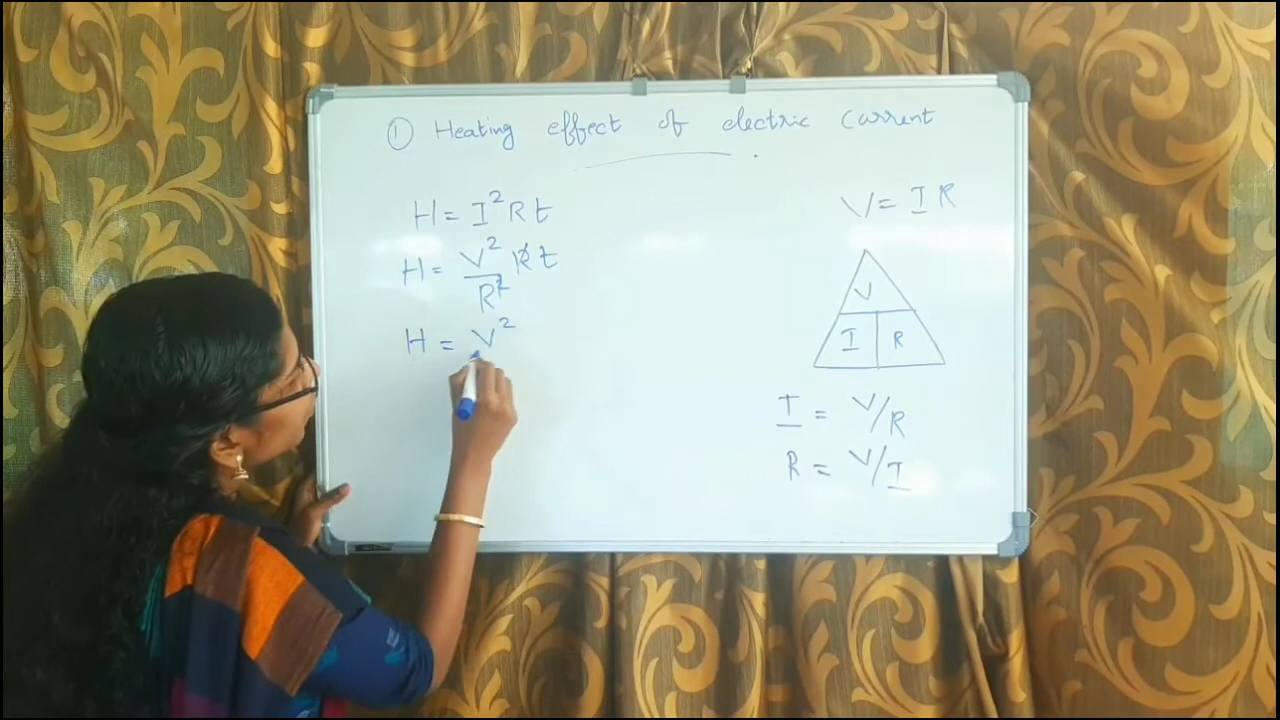 ① Heating effect of electric current
H = I²Rt
H = V²/R² Rt
H = V²
V = IR
V
I R
I = V/R
R = V/I